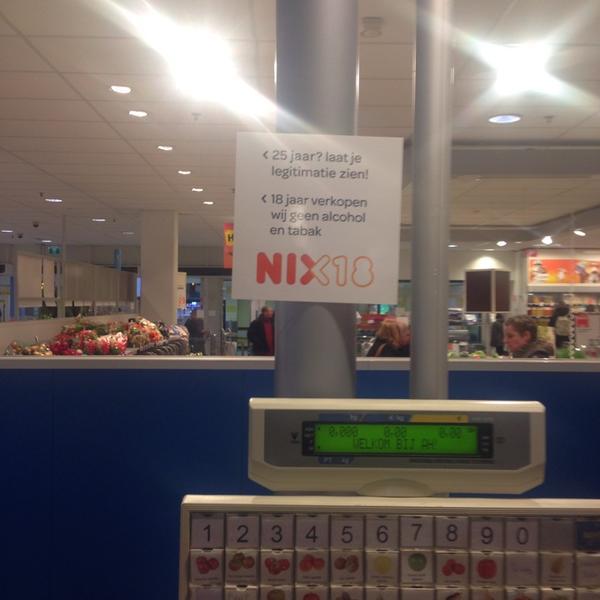 < 25 jaar? laat je
legitimatie zien!
< 18 jaar verkopen
wij geen alcohol
en tabak
NIX18
0,000 0,00 0,00
WELKOM BIJ AH!
1 2 3 4 5 6 7 8 9 0